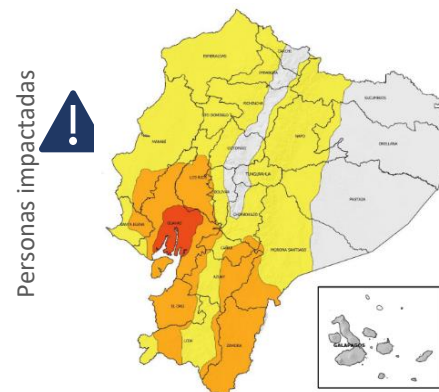 Personas impactadas
CARCHI
ESMERALDAS
IMBABURA
SUCUMBIOS
PICHINCHA
STO DOMINGO
NAPO
ORELLANA
MANABI
COTOPAXI
TUNGURAHUA
LOS RIOS
BOLIVAR
PASTAZA
CHIMBORAZO
SANTA ELENA
GUAYAS
MORONA SANTIAGO
CAÑAR
AZUAY
EL ORO
LOJA
ZAMORA
GALAPAGOS